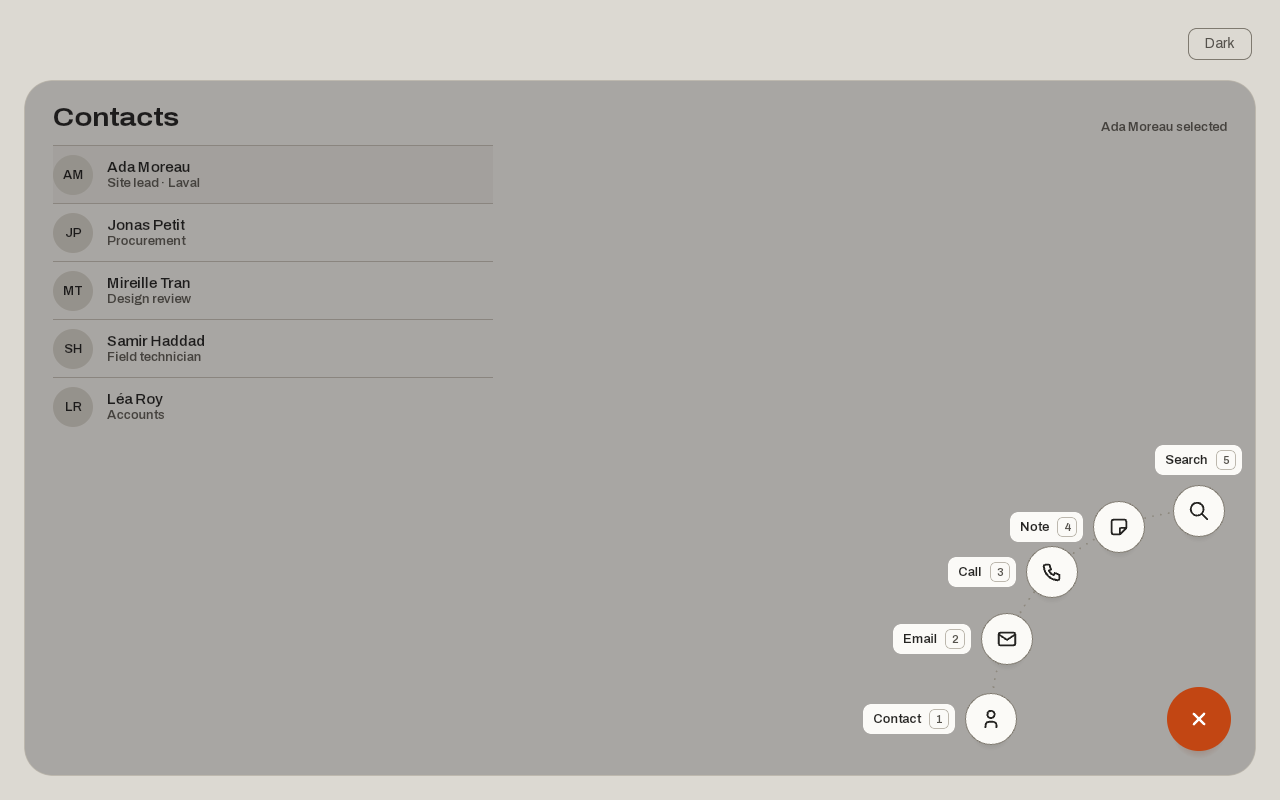 Dark
Contacts
Ada Moreau selected
AM
Ada Moreau
Site lead · Laval
JP
Jonas Petit
Procurement
MT
Mireille Tran
Design review
SH
Samir Haddad
Field technician
LR
Léa Roy
Accounts
Search 5
Note 4
Call 3
Email 2
Contact 1